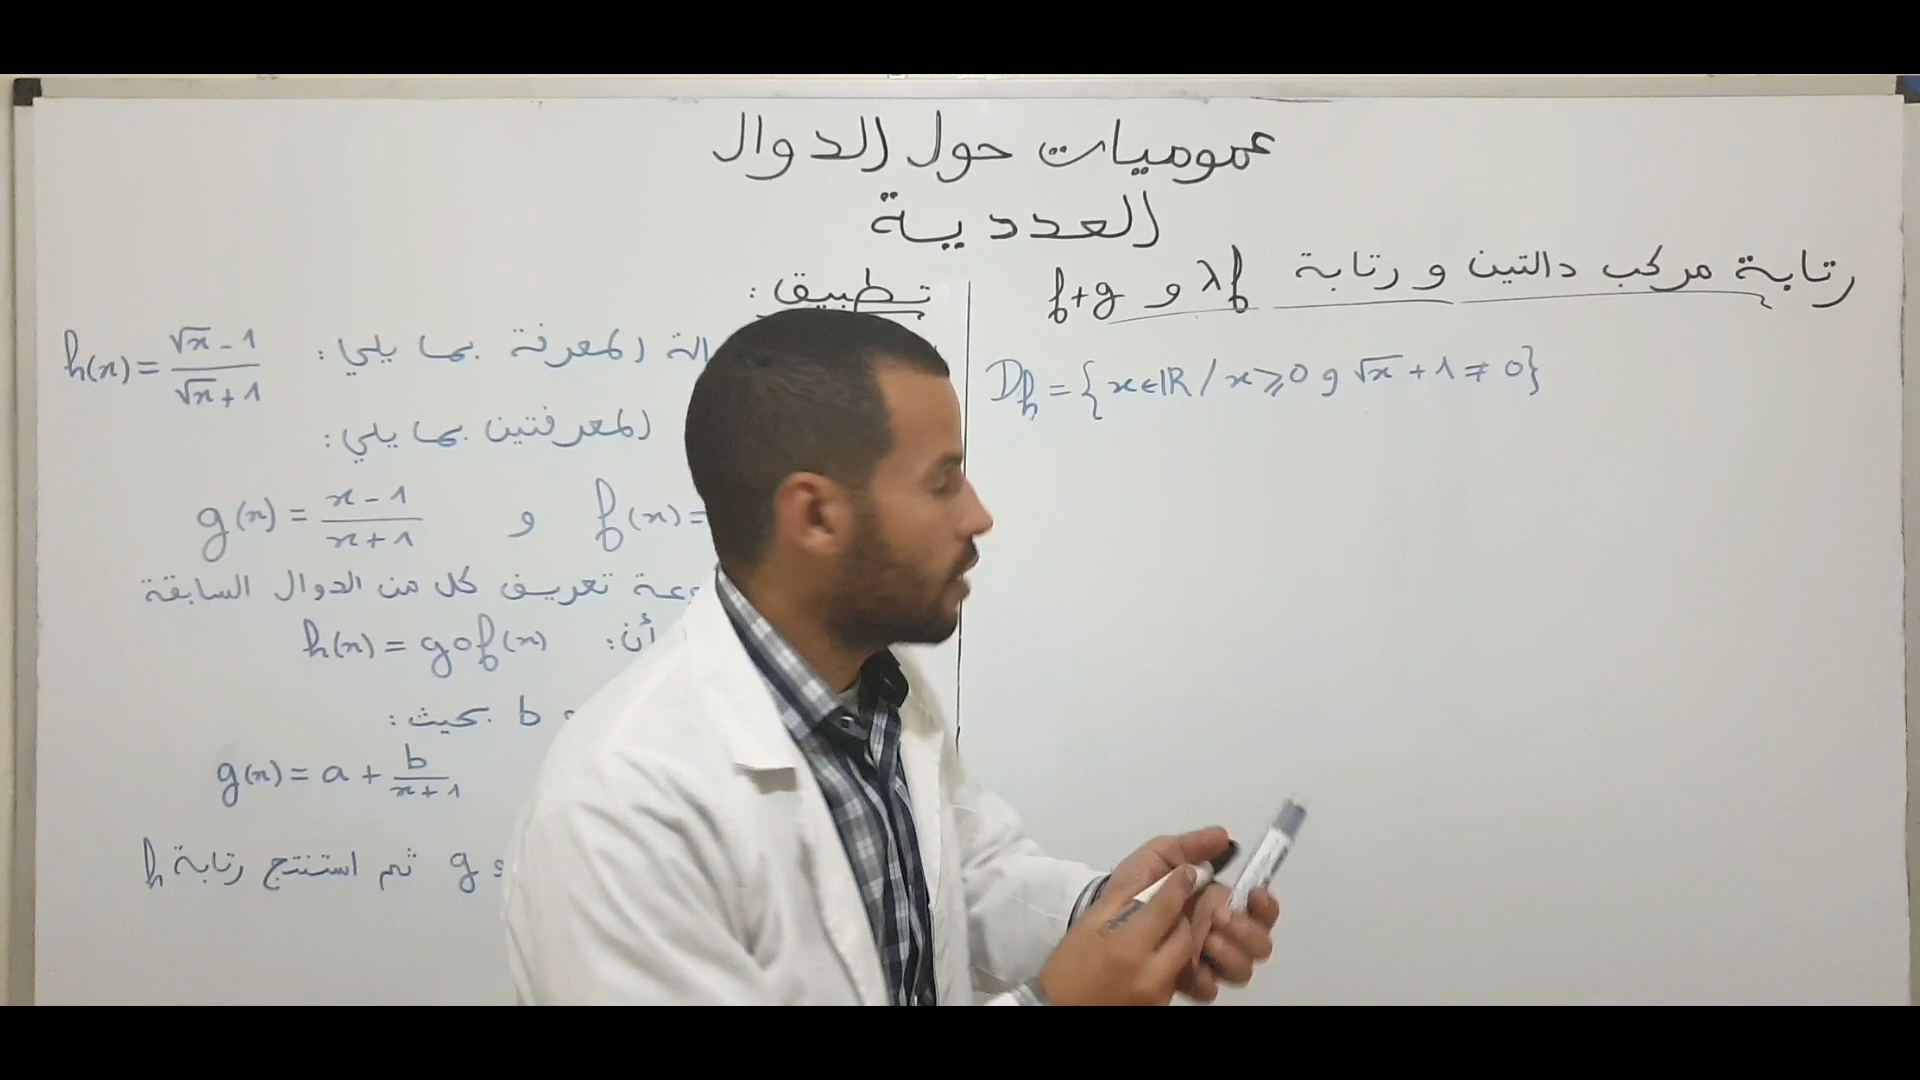 عموميات حول الدوال
العددية
رتابة مركب دالتين و رتابة λf و f+g
تطبيق:
المعرفة بما يلي: h(x) = (√x - 1)/(√x + 1)
المعرفتين بما يلي:
f(x) = و g(x) = (x - 1)/(x + 1)
تعريف كل من الدوال السابقة
أن: h(x) = gof(x)
b بحيث:
g(x) = a + b/(x+1)
g ثم استنتج رتابة h
Dh = {x∈IR / x⩾0 و √x + 1 ≠ 0}